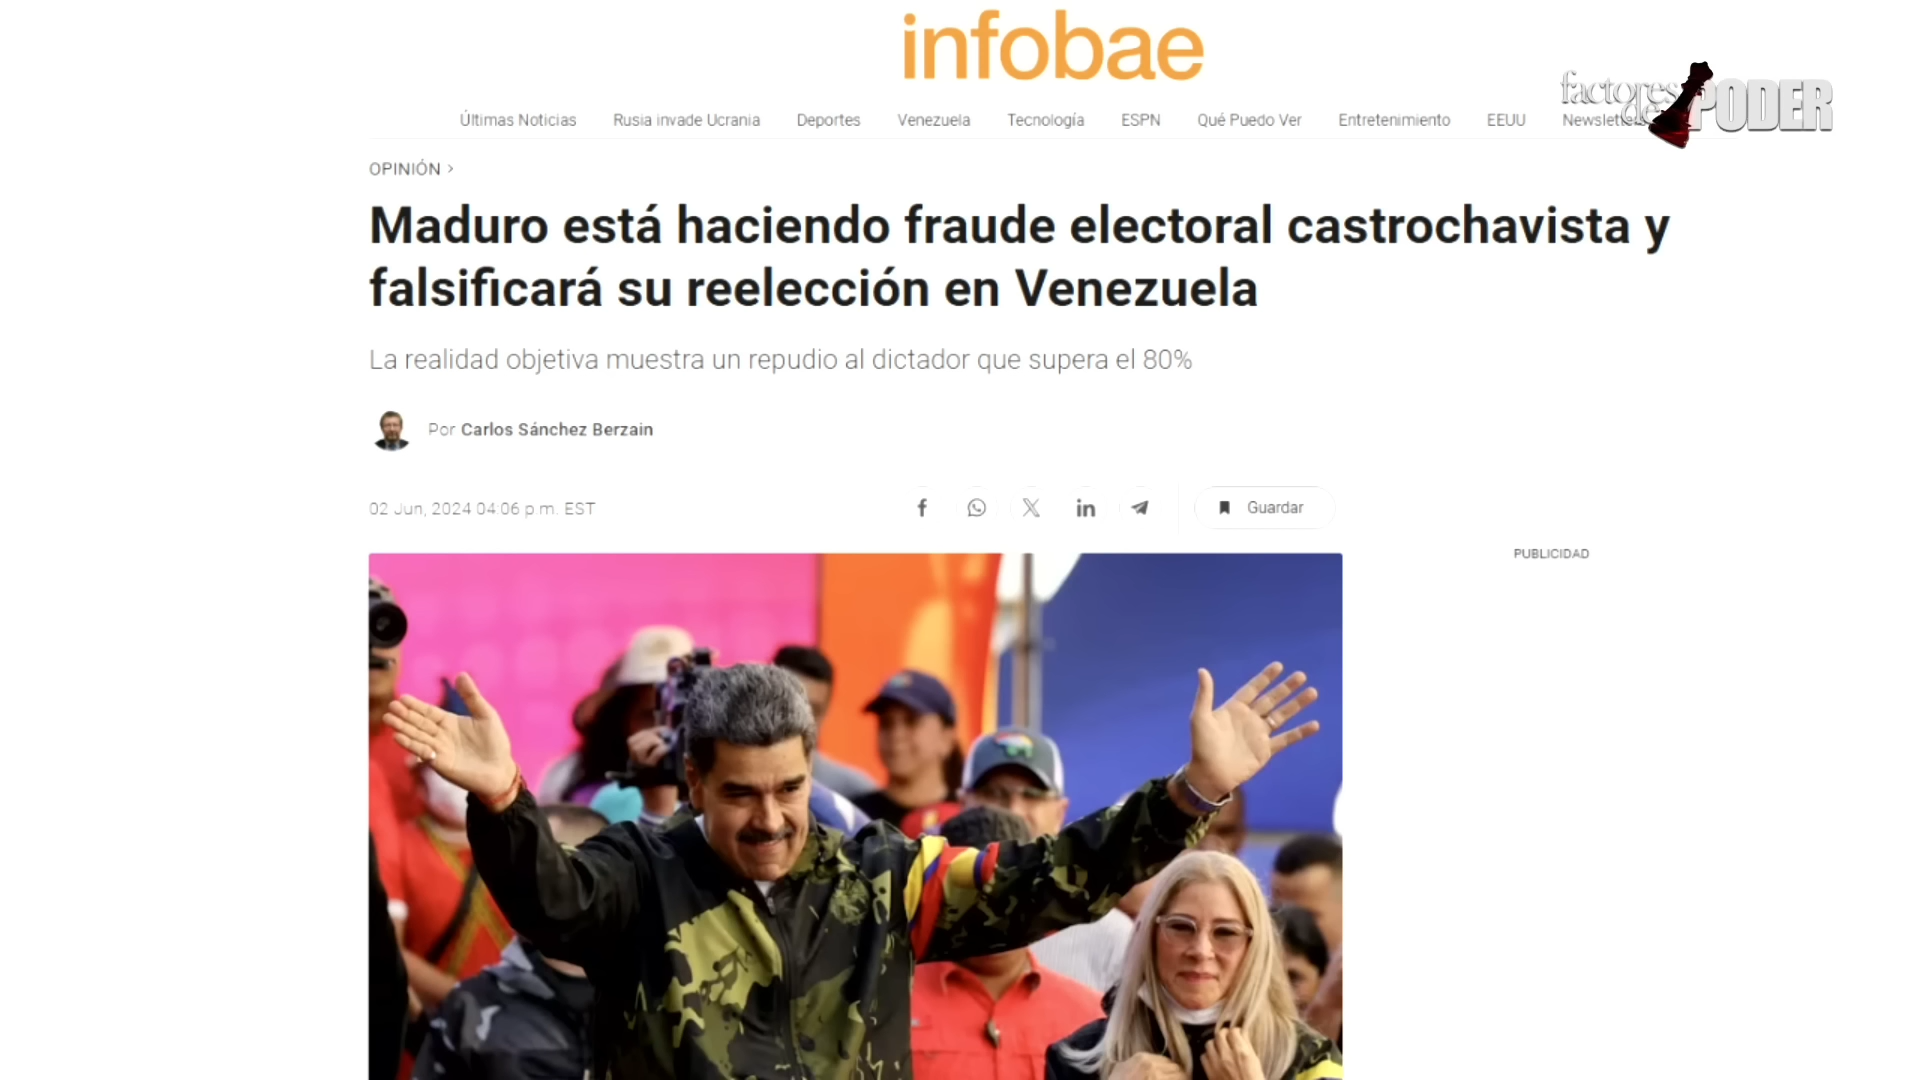 infobae
factores
de PODER
Últimas Noticias Rusia invade Ucrania Deportes Venezuela Tecnología ESPN Qué Puedo Ver Entretenimiento EEUU Newsletters
OPINIÓN >
Maduro está haciendo fraude electoral castrochavista y
falsificará su reelección en Venezuela
La realidad objetiva muestra un repudio al dictador que supera el 80%
Por Carlos Sánchez Berzain
02 Jun, 2024 04:06 p.m. EST
Guardar
PUBLICIDAD